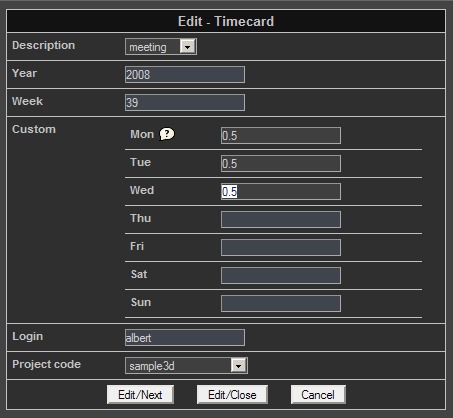 Edit - Timecard
Description meeting
Year 2008
Week 39
Custom Mon ? 0.5
Tue 0.5
Wed 0.5
Thu
Fri
Sat
Sun
Login albert
Project code sample3d
Edit/Next Edit/Close Cancel